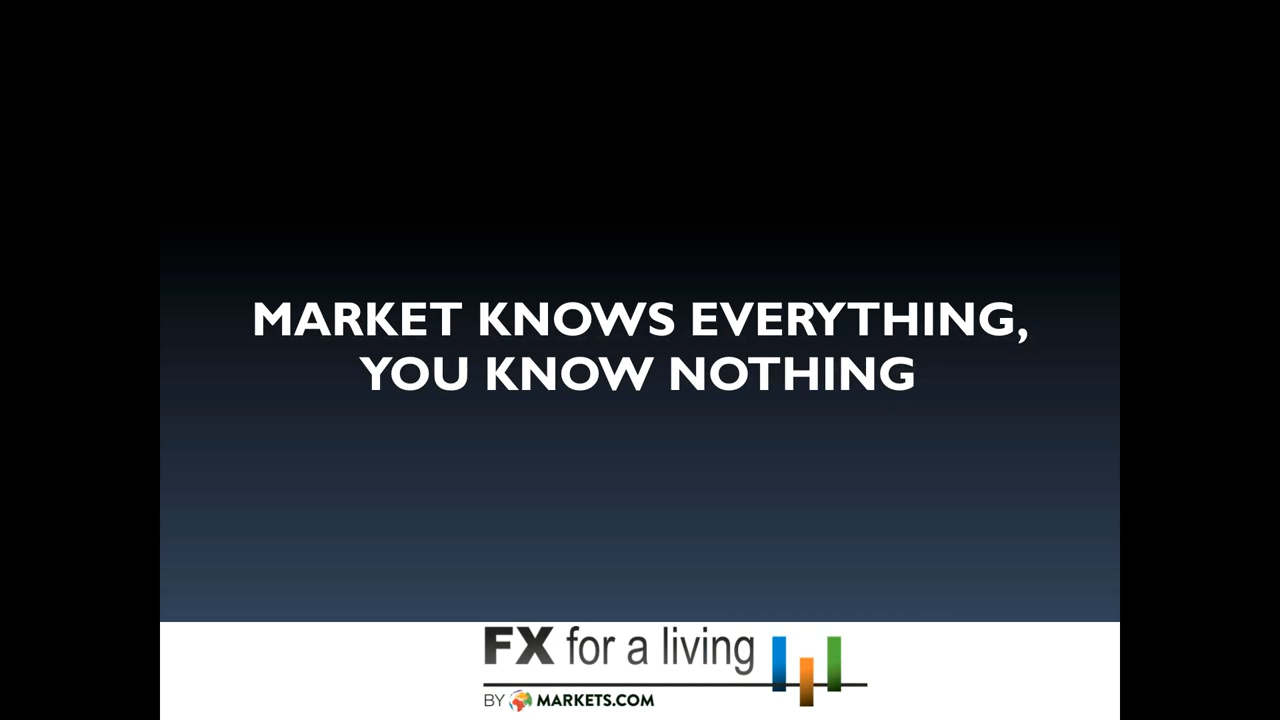 MARKET KNOWS EVERYTHING,
YOU KNOW NOTHING
FX for a living
BY MARKETS.COM